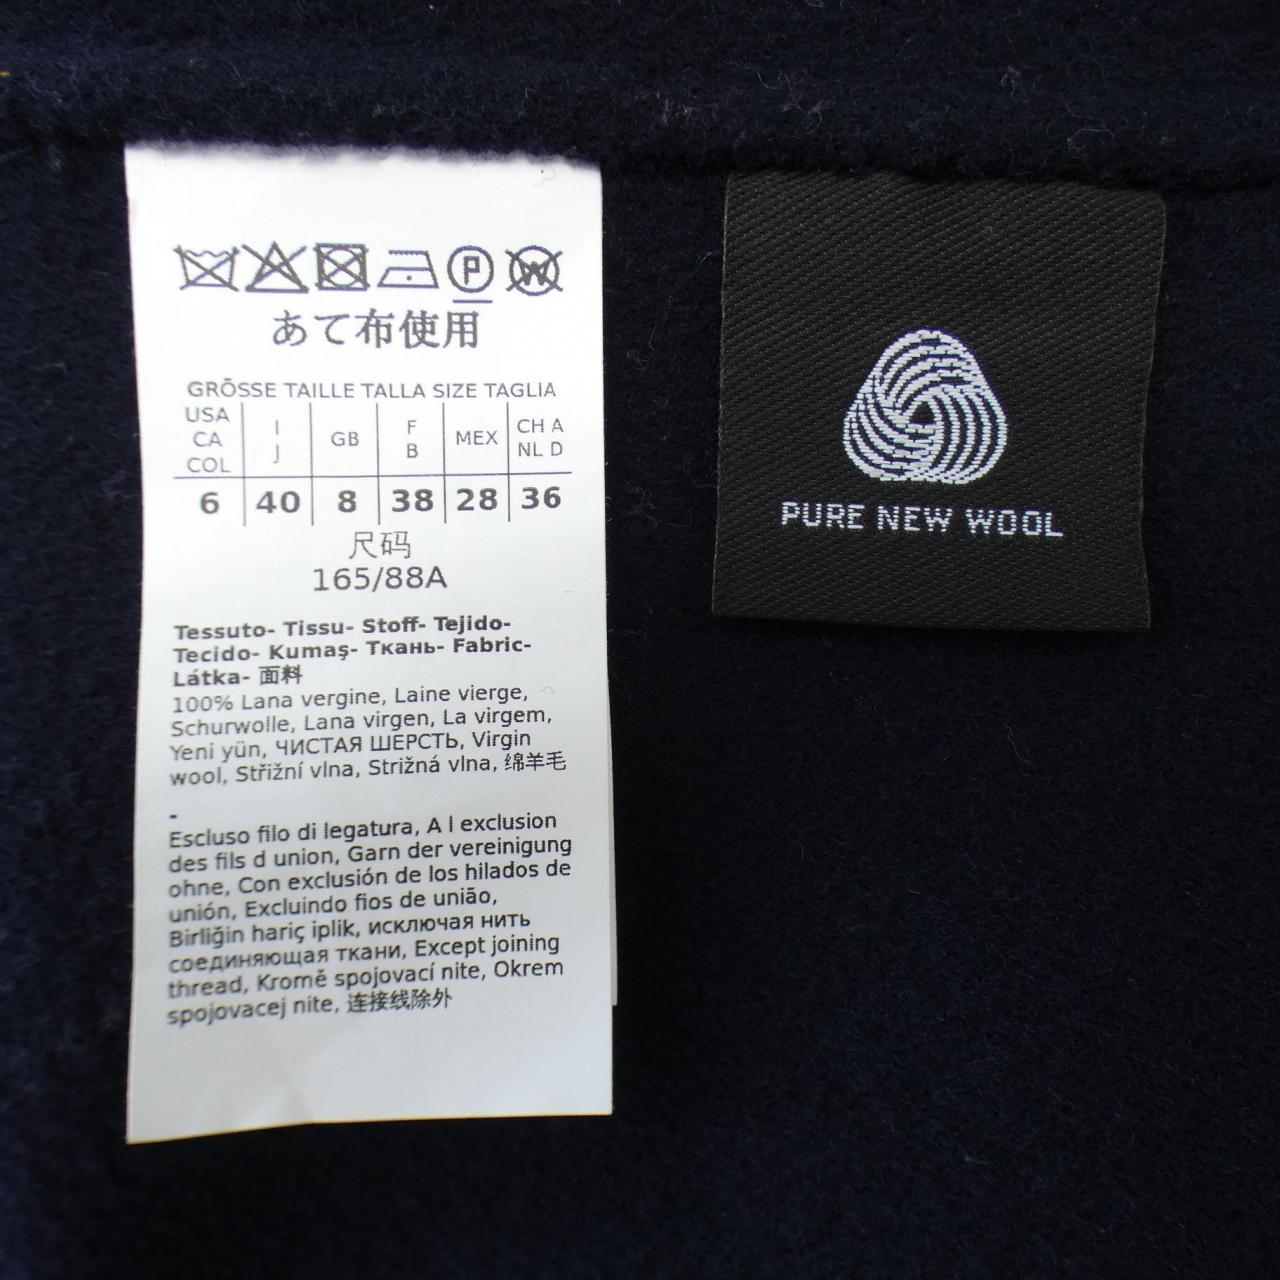 P W
あて布使用
GRÕSSE TAILLE TALLA SIZE TAGLIA
USA CA COL | I J | GB | F B | MEX | CH A NL D
6 | 40 | 8 | 38 | 28 | 36
尺码
165/88A
Tessuto- Tissu- Stoff- Tejido-
Tecido- Kumaş- Ткань- Fabric-
Látka- 面料
100% Lana vergine, Laine vierge,
Schurwolle, Lana virgen, La virgem,
Yeni yün, ЧИСТАЯ ШЕРСТЬ, Virgin
wool, Střižní vlna, Strižná vlna, 绵羊毛
-
Escluso filo di legatura, A l exclusion
des fils d union, Garn der vereinigung
ohne, Con exclusión de los hilados de
unión, Excluindo fios de união,
Birliğin hariç iplik, исключая нить
соединяющая ткани, Except joining
thread, Kromě spojovací nite, Okrem
spojovacej nite, 连接线除外
PURE NEW WOOL